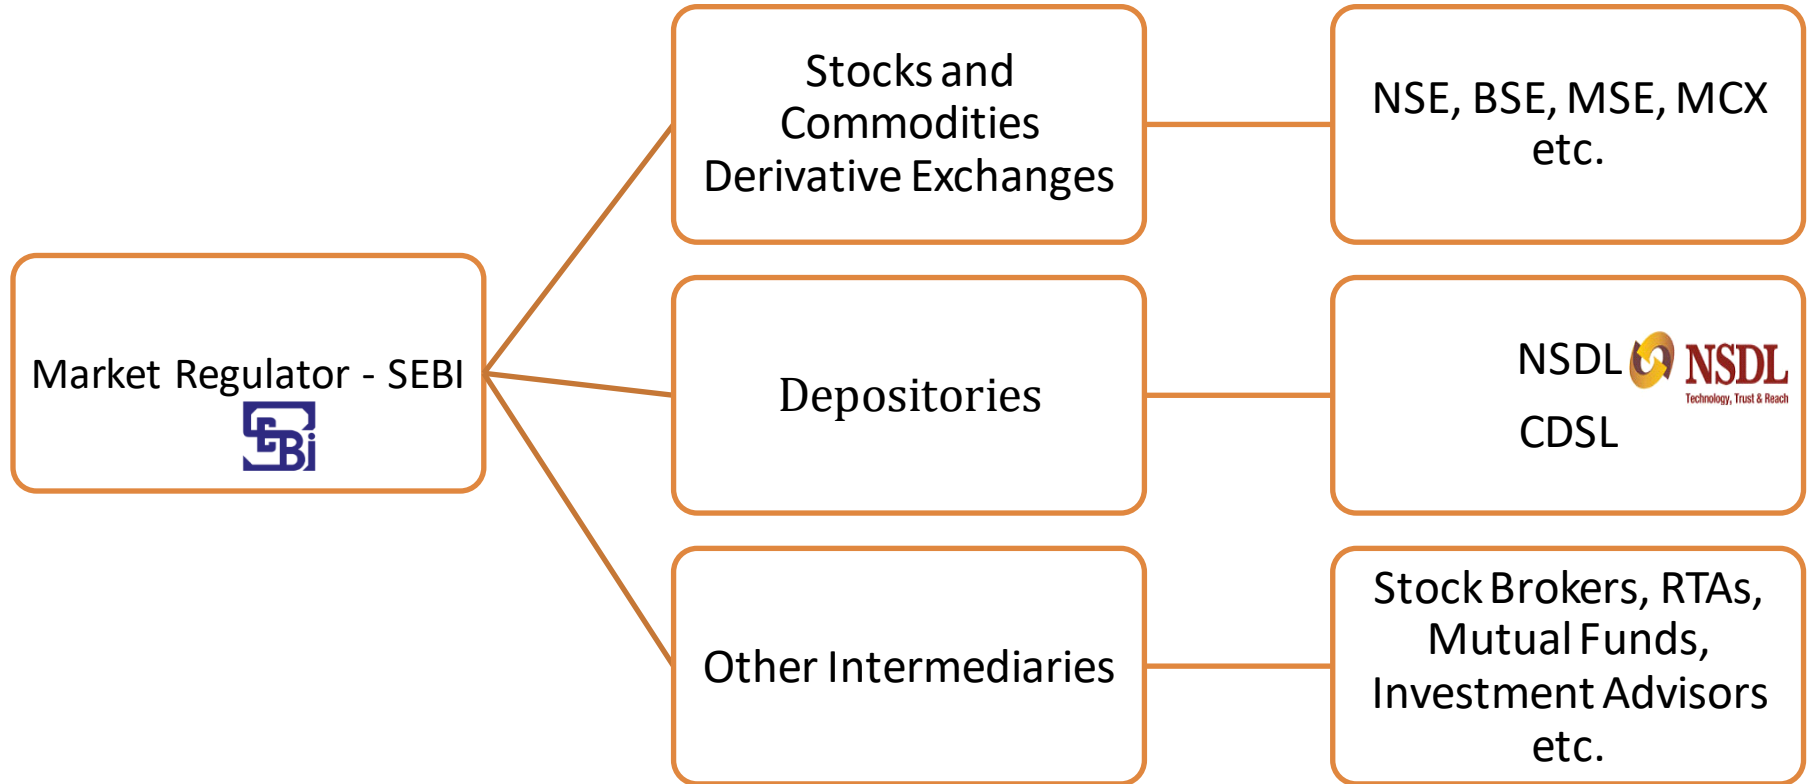 Market Regulator - SEBI
SEBi
Stocks and
Commodities
Derivative Exchanges
NSE, BSE, MSE, MCX
etc.
Depositories
NSDL
NSDL
Technology, Trust & Reach
CDSL
Other Intermediaries
Stock Brokers, RTAs,
Mutual Funds,
Investment Advisors
etc.